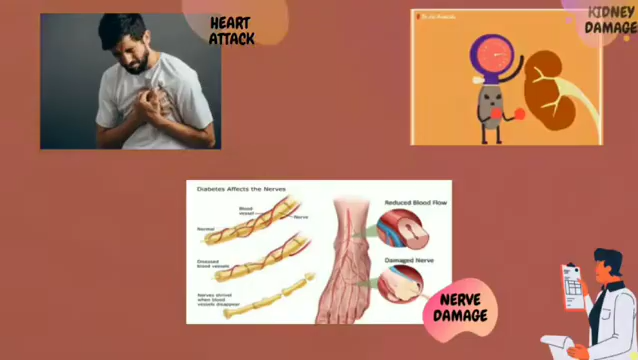 HEART
ATTACK
KIDNEY
DAMAGE
Diabetes Affects the Nerves
Blood
vessel
Nerve
Normal
Diseased
blood vessels
Nerves shrivel
when blood
vessels disappear
Reduced Blood Flow
Damaged Nerve
NERVE
DAMAGE